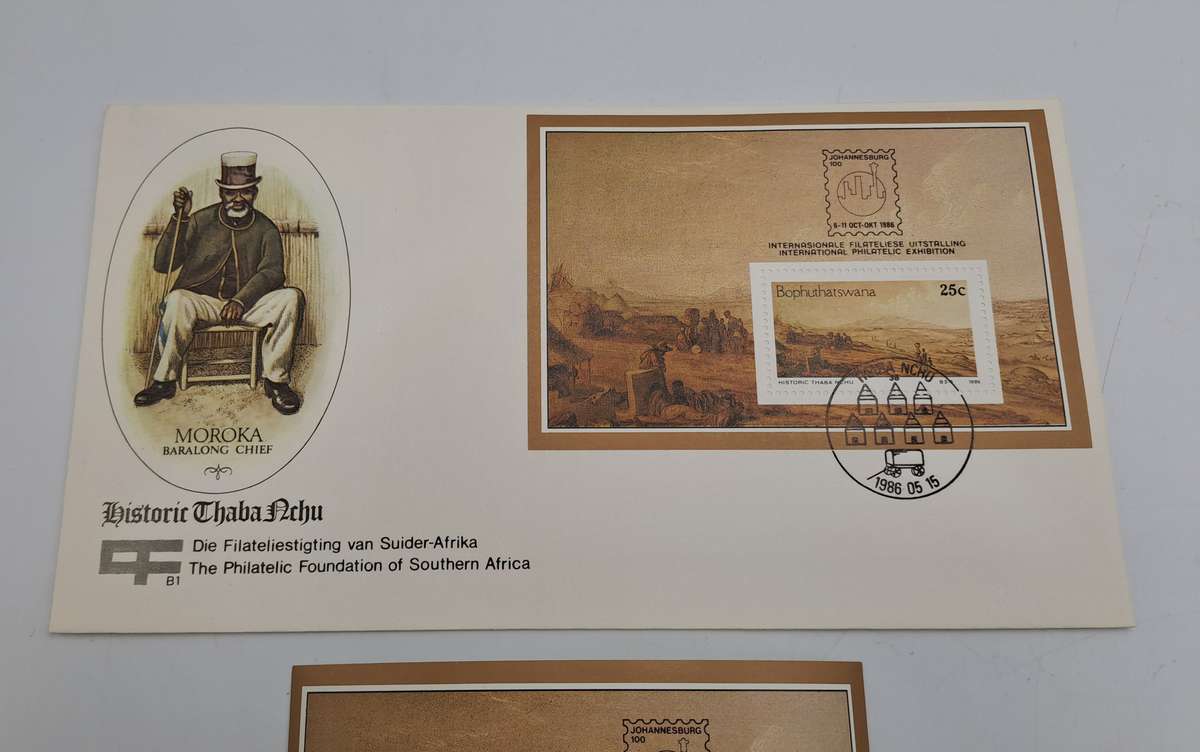 MOROKA
BARALONG CHIEF
Historic Thaba Nchu
Die Filateliestigting van Suider-Afrika
The Philatelic Foundation of Southern Africa
B1
JOHANNESBURG
100
6-11 OCT-OKT 1986
INTERNASIONALE FILATELIESE UITSTALLING
INTERNATIONAL PHILATELIC EXHIBITION
Bophuthatswana 25c
HISTORIC THABA NCHU 1986
THABA NCHU
1986 05 15
JOHANNESBURG
100